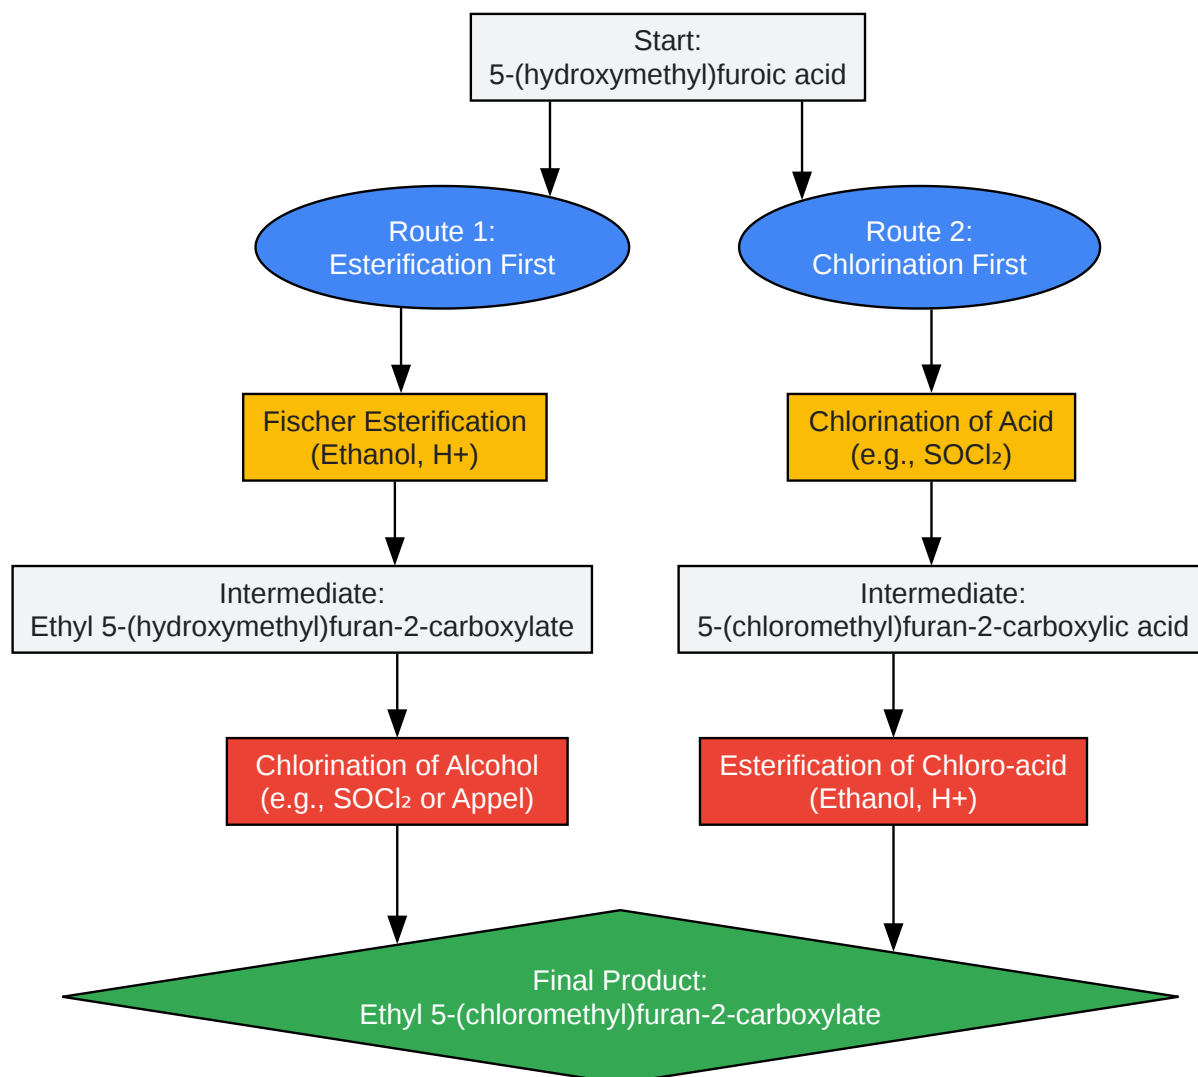 Start:
5-(hydroxymethyl)furoic acid
Route 1:
Esterification First
Route 2:
Chlorination First
Fischer Esterification
(Ethanol, H+)
Chlorination of Acid
(e.g., SOCl₂)
Intermediate:
Ethyl 5-(hydroxymethyl)furan-2-carboxylate
Intermediate:
5-(chloromethyl)furan-2-carboxylic acid
Chlorination of Alcohol
(e.g., SOCl₂ or Appel)
Esterification of Chloro-acid
(Ethanol, H+)
Final Product:
Ethyl 5-(chloromethyl)furan-2-carboxylate